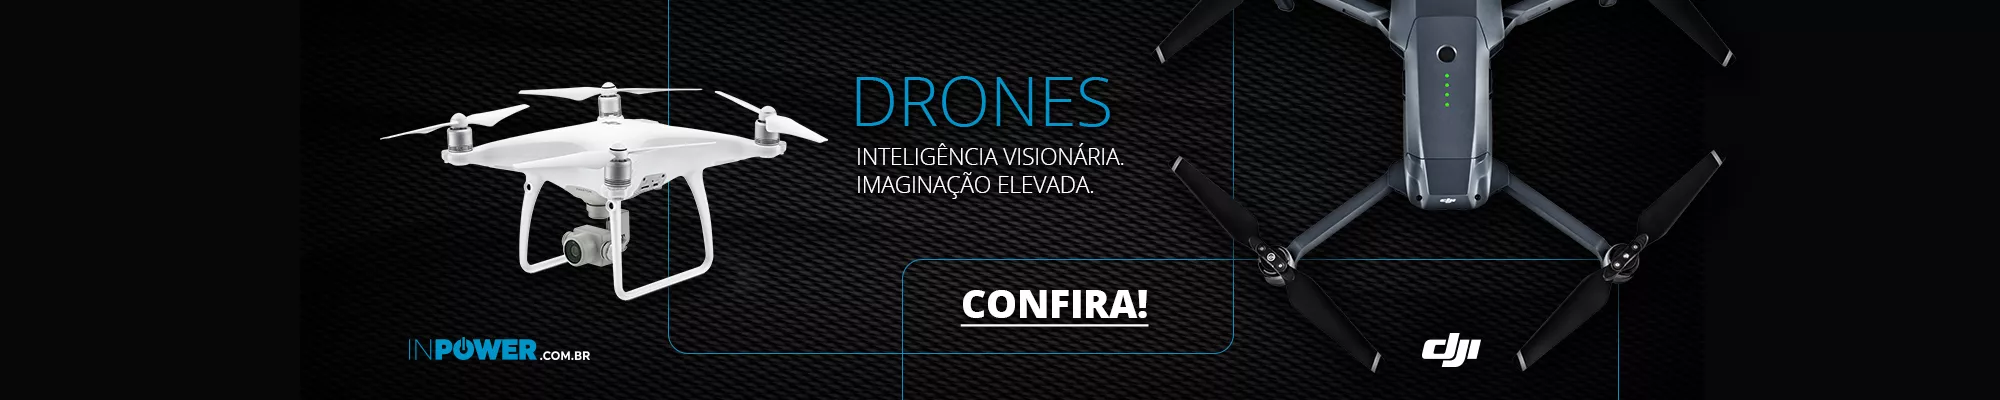 DRONES
INTELIGÊNCIA VISIONÁRIA.
IMAGINAÇÃO ELEVADA.
CONFIRA!
INPOWER.COM.BR
dji